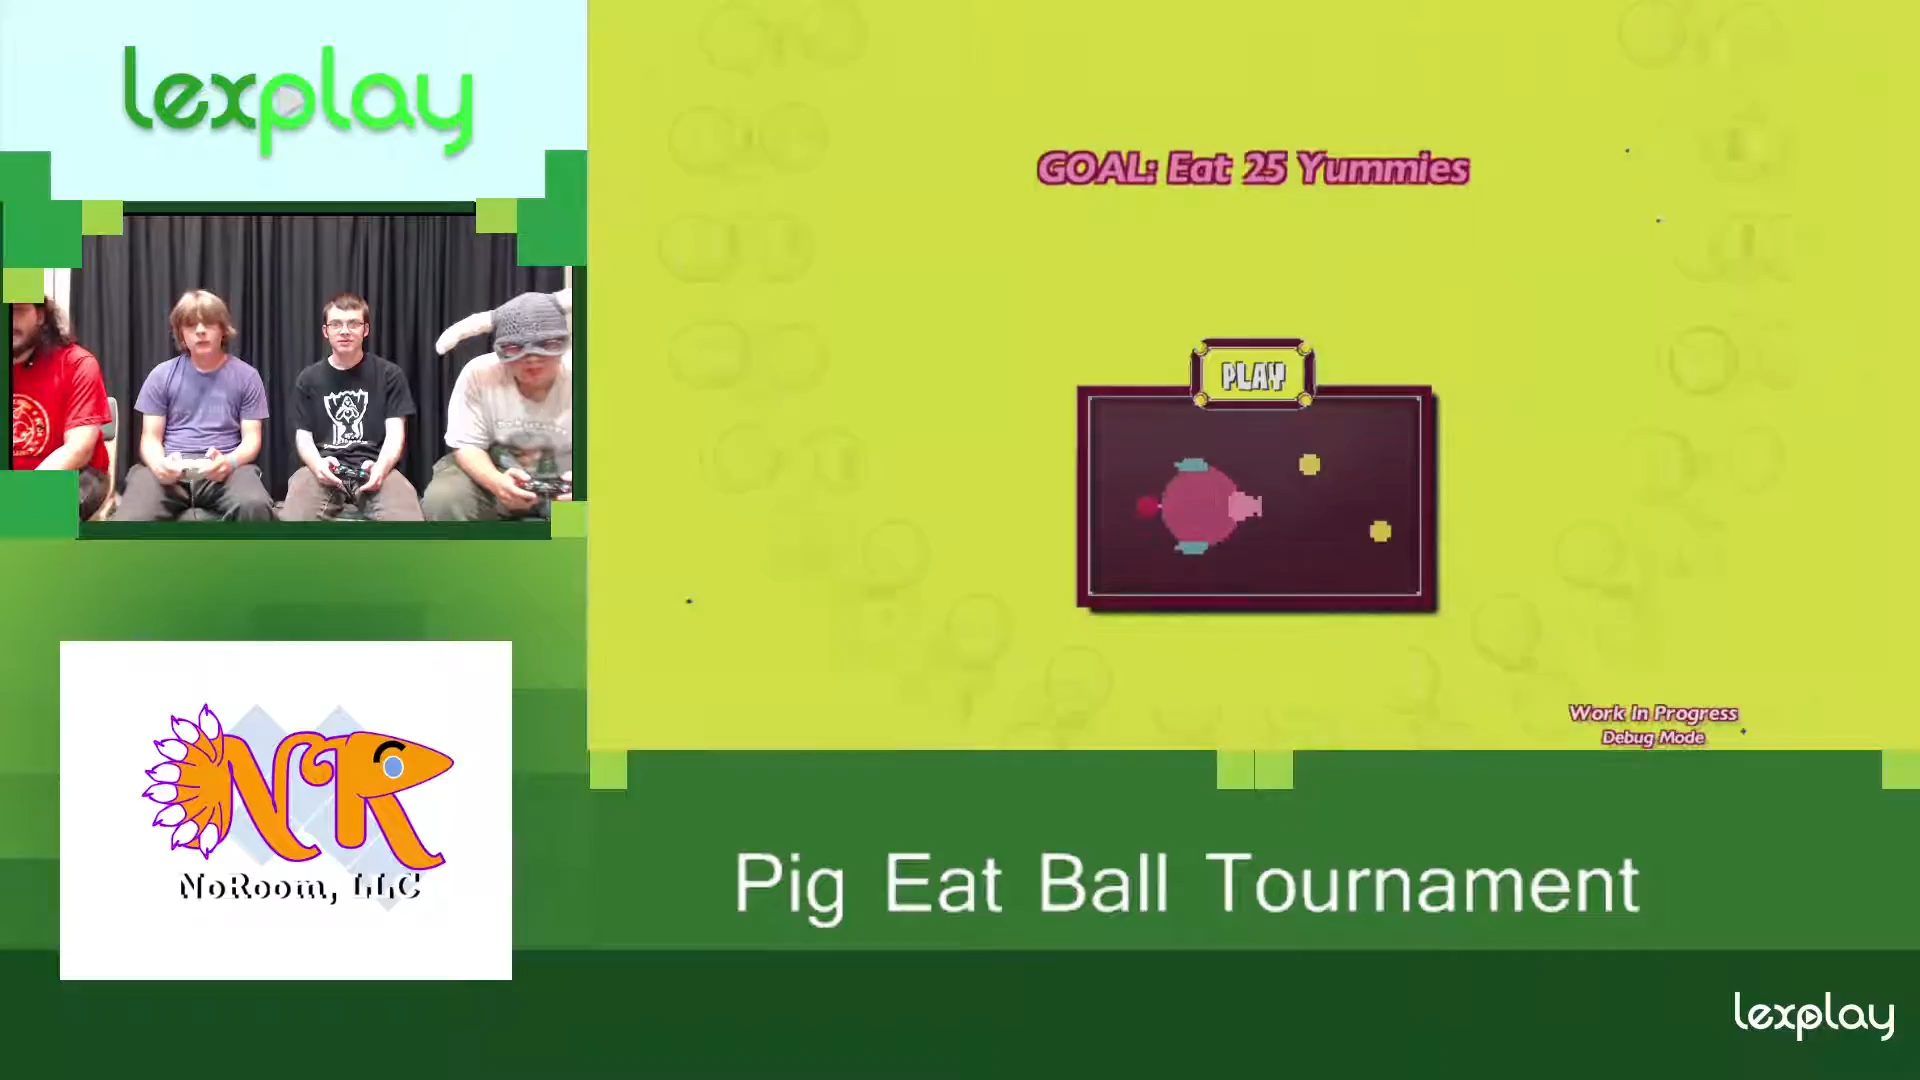 lexplay
GOAL: Eat 25 Yummies
PLAY
Work In Progress
Debug Mode
NR
NoRoom, LLC
Pig Eat Ball Tournament
lexplay